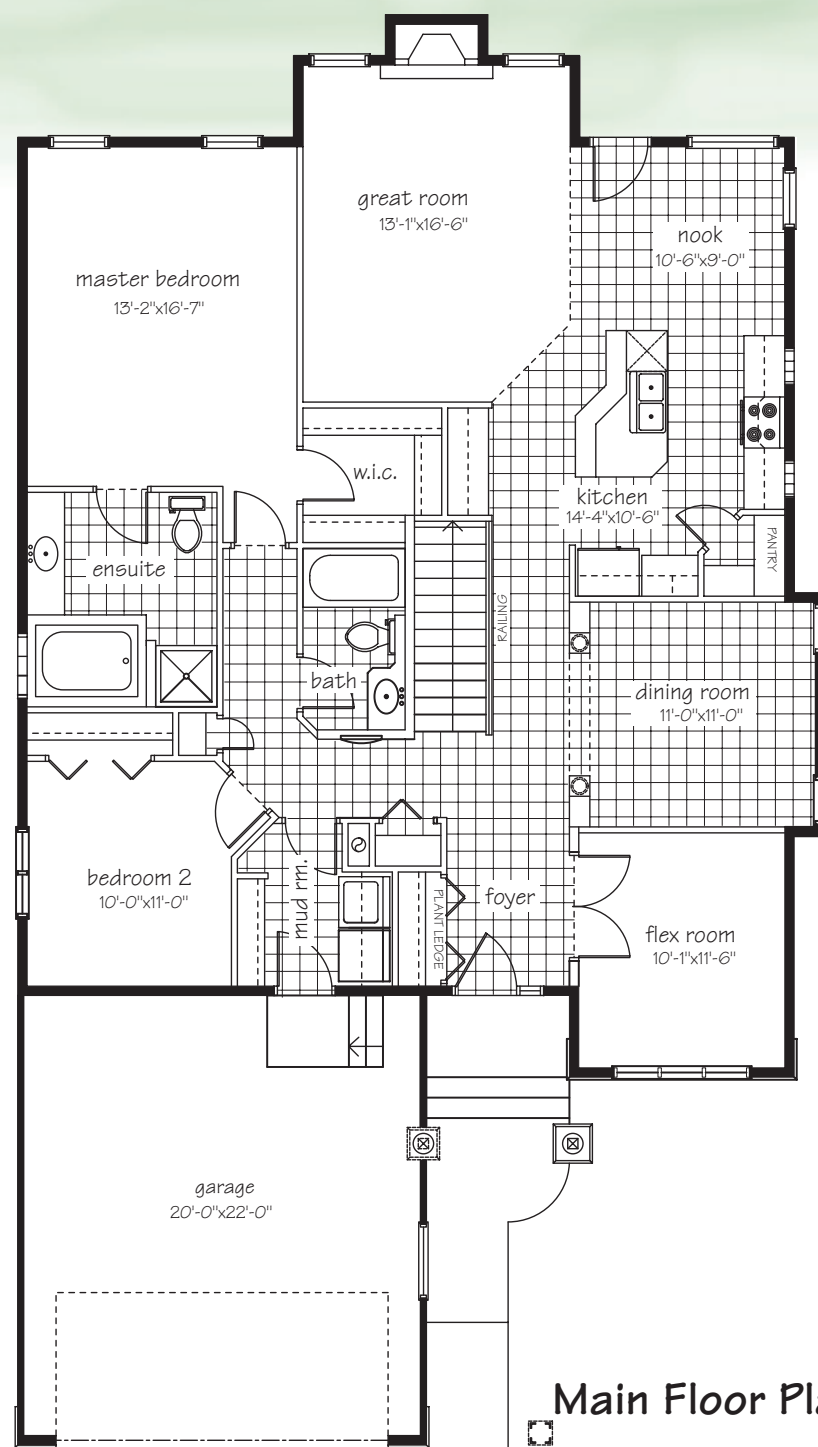 great room
13'-1"x16'-6"
nook
10'-6"x9'-0"
master bedroom
13'-2"x16'-7"
w.i.c.
kitchen
14'-4"x10'-6"
PANTRY
ensuite
RAILING
bath
dining room
11'-0"x11'-0"
bedroom 2
10'-0"x11'-0"
mud rm.
PLANT LEDGE
foyer
flex room
10'-1"x11'-6"
garage
20'-0"x22'-0"
Main Floor Pla